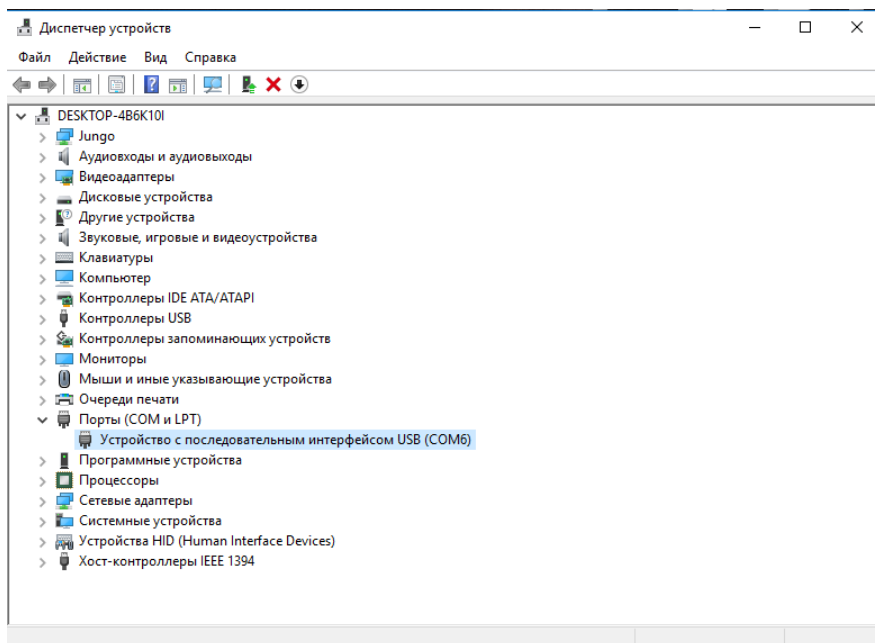 Диспетчер устройств
Файл Действие Вид Справка
DESKTOP-4B6K10I
Jungo
Аудиовходы и аудиовыходы
Видеоадаптеры
Дисковые устройства
Другие устройства
Звуковые, игровые и видеоустройства
Клавиатуры
Компьютер
Контроллеры IDE ATA/ATAPI
Контроллеры USB
Контроллеры запоминающих устройств
Мониторы
Мыши и иные указывающие устройства
Очереди печати
Порты (COM и LPT)
Устройство с последовательным интерфейсом USB (COM6)
Программные устройства
Процессоры
Сетевые адаптеры
Системные устройства
Устройства HID (Human Interface Devices)
Хост-контроллеры IEEE 1394